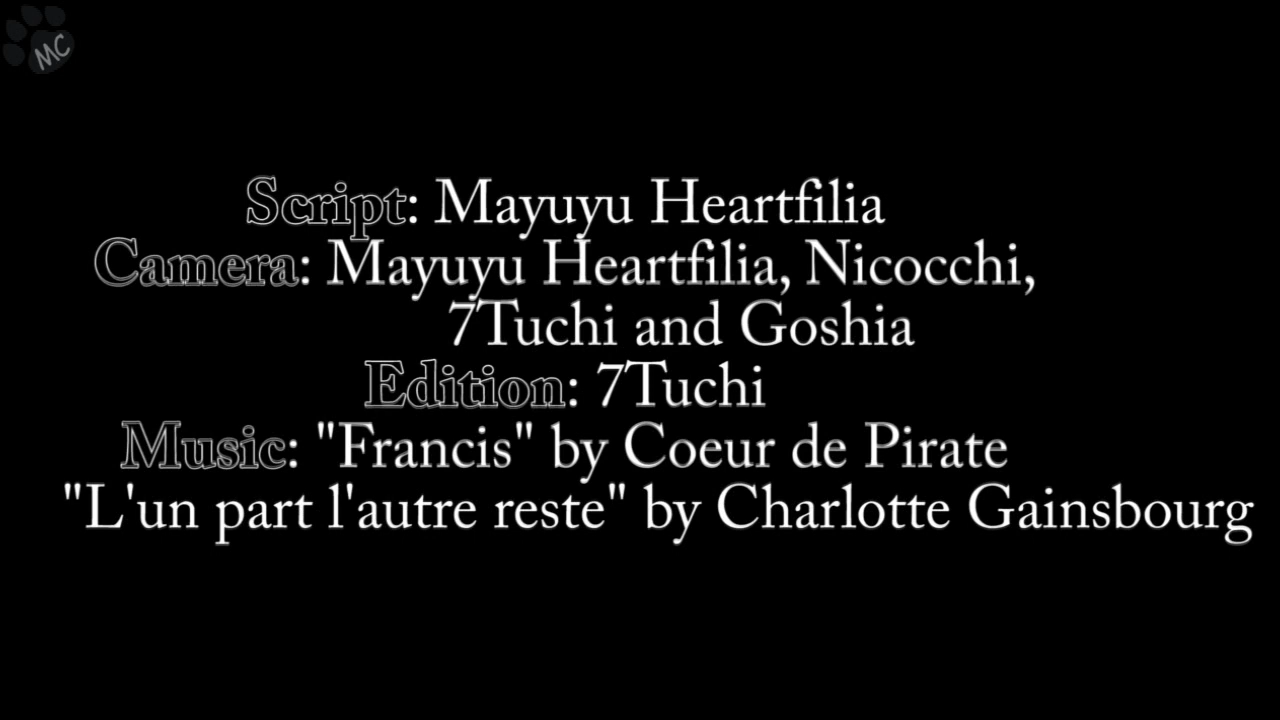 MC
Script: Mayuyu Heartfilia
Camera: Mayuyu Heartfilia, Nicocchi,
7Tuchi and Goshia
Edition: 7Tuchi
Music: "Francis" by Coeur de Pirate
"L'un part l'autre reste" by Charlotte Gainsbourg